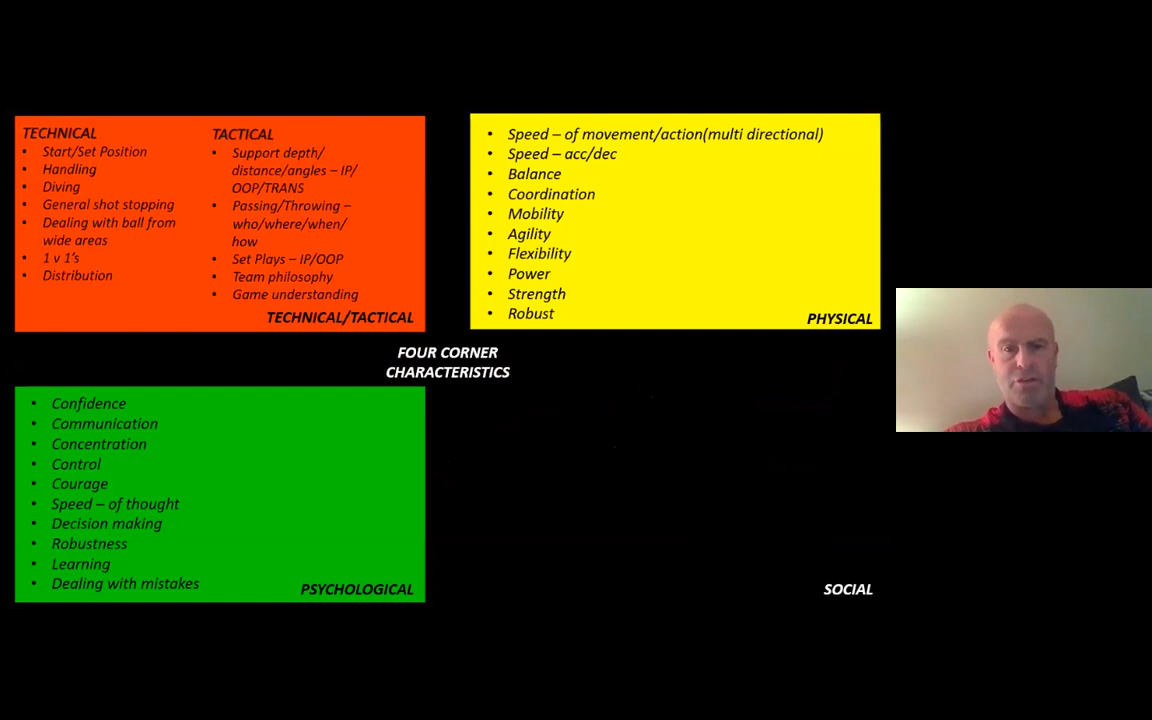 TECHNICAL
• Start/Set Position
• Handling
• Diving
• General shot stopping
• Dealing with ball from
wide areas
• 1 v 1's
• Distribution
TACTICAL
• Support depth/
distance/angles – IP/
OOP/TRANS
• Passing/Throwing –
who/where/when/
how
• Set Plays – IP/OOP
• Team philosophy
• Game understanding
TECHNICAL/TACTICAL
• Speed – of movement/action(multi directional)
• Speed – acc/dec
• Balance
• Coordination
• Mobility
• Agility
• Flexibility
• Power
• Strength
• Robust
PHYSICAL
FOUR CORNER
CHARACTERISTICS
• Confidence
• Communication
• Concentration
• Control
• Courage
• Speed – of thought
• Decision making
• Robustness
• Learning
• Dealing with mistakes
PSYCHOLOGICAL
SOCIAL